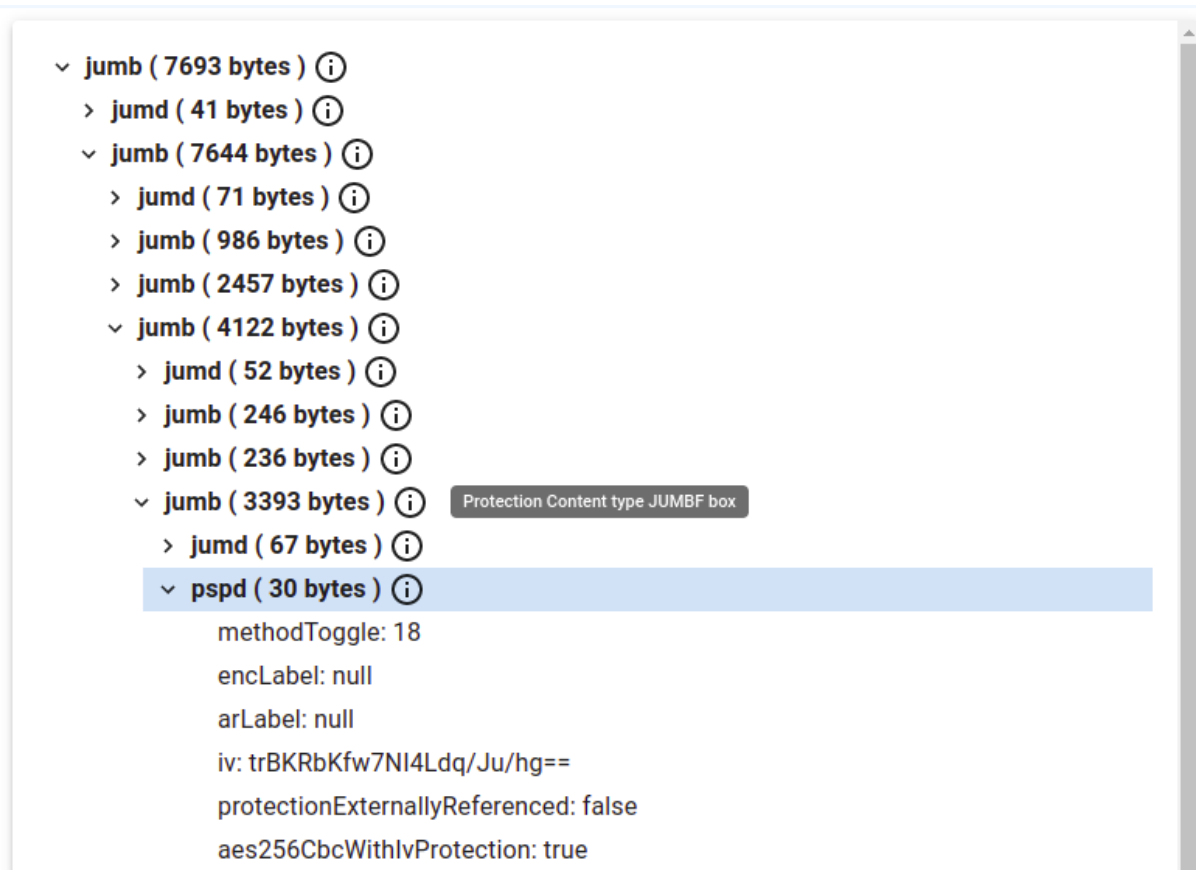 jumb ( 7693 bytes )
jumd ( 41 bytes )
jumb ( 7644 bytes )
jumd ( 71 bytes )
jumb ( 986 bytes )
jumb ( 2457 bytes )
jumb ( 4122 bytes )
jumd ( 52 bytes )
jumb ( 246 bytes )
jumb ( 236 bytes )
jumb ( 3393 bytes ) Protection Content type JUMBF box
jumd ( 67 bytes )
pspd ( 30 bytes )
methodToggle: 18
encLabel: null
arLabel: null
iv: trBKRbKfw7NI4Ldq/Ju/hg==
protectionExternallyReferenced: false
aes256CbcWithIvProtection: true